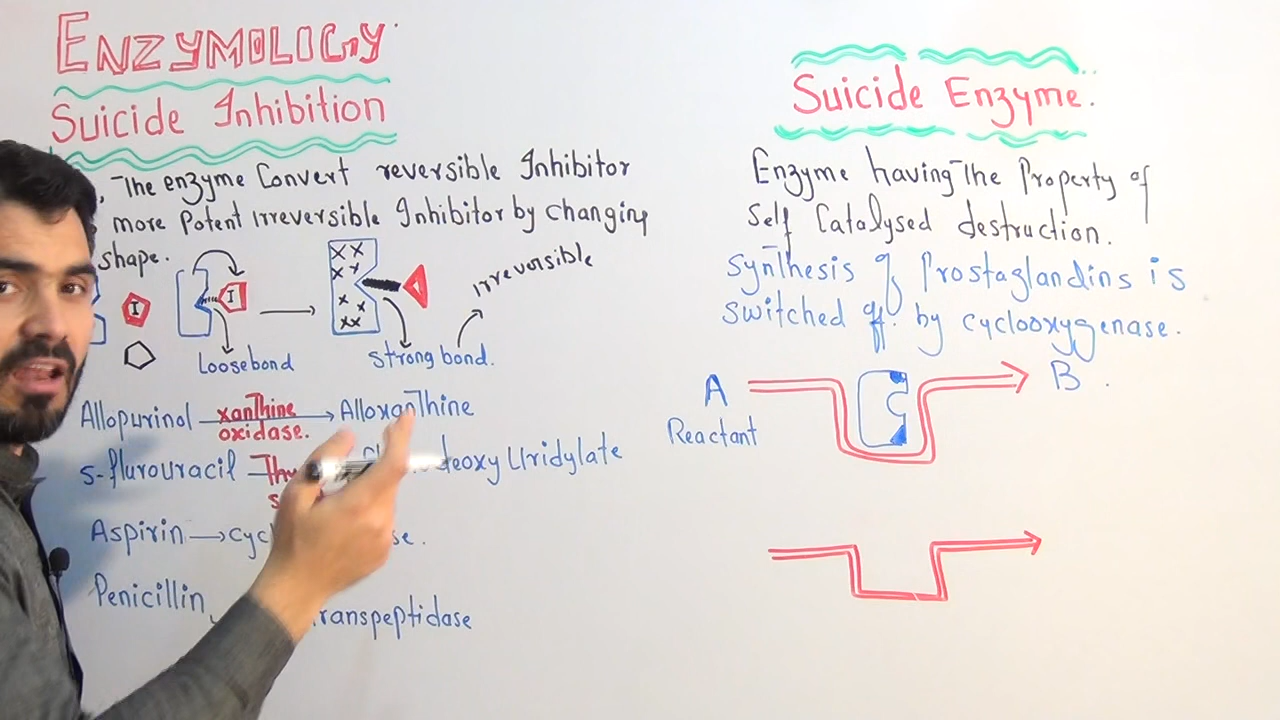 ENZYMOLOGY
Suicide Inhibition
, The enzyme Convert reversible Inhibitor
more Potent Irreversible Inhibitor by changing
shape.
I
I
Loosebond
strong bond.
Irreversible
Allopurinol xanthine oxidase. Alloxanthine
5-flurouracil deoxy Uridylate
Aspirin
Penicillin
Suicide Enzyme.
Enzyme having The Property of
Self Catalysed destruction.
Synthesis of Prostaglandins is
switched off. by cyclooxygenase.
A
B
Reactant